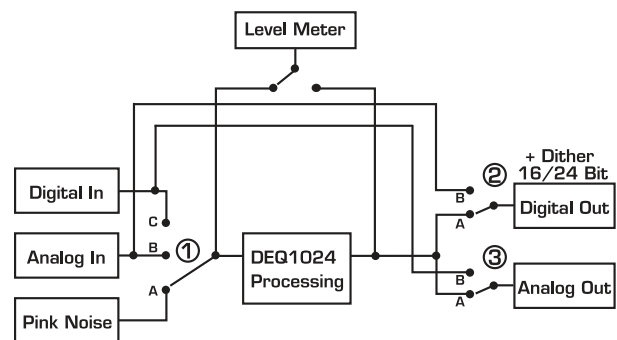 Level Meter
+ Dither
16/24 Bit
Digital In
C
B
A
1
Analog In
Pink Noise
DEQ1024
Processing
2
B
A
Digital Out
3
B
A
Analog Out